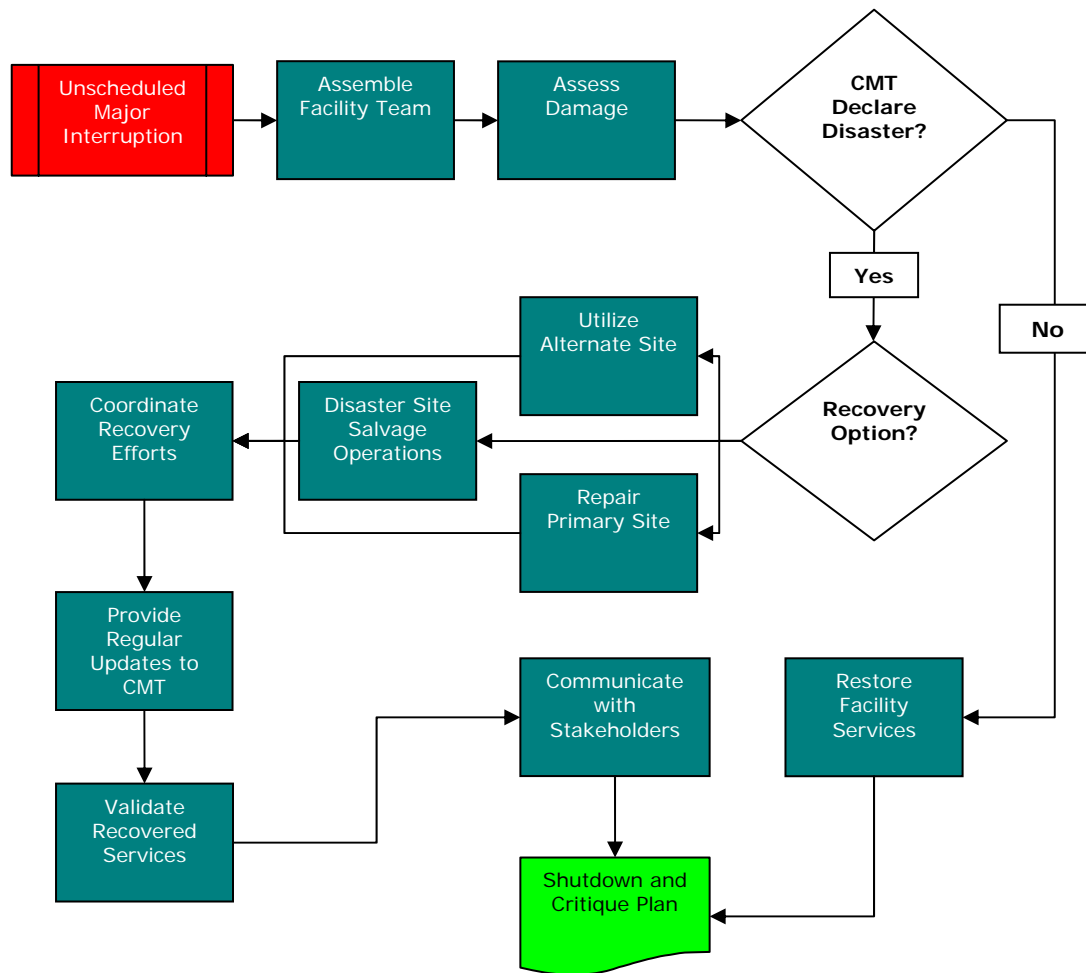 Unscheduled
Major
Interruption
Assemble
Facility Team
Assess
Damage
CMT
Declare
Disaster?
Yes
No
Utilize
Alternate Site
Recovery
Option?
Disaster Site
Salvage
Operations
Coordinate
Recovery
Efforts
Repair
Primary Site
Provide
Regular
Updates to
CMT
Communicate
with
Stakeholders
Restore
Facility
Services
Validate
Recovered
Services
Shutdown and
Critique Plan